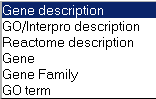 Gene description
GO/Interpro description
Reactome description
Gene
Gene Family
GO term